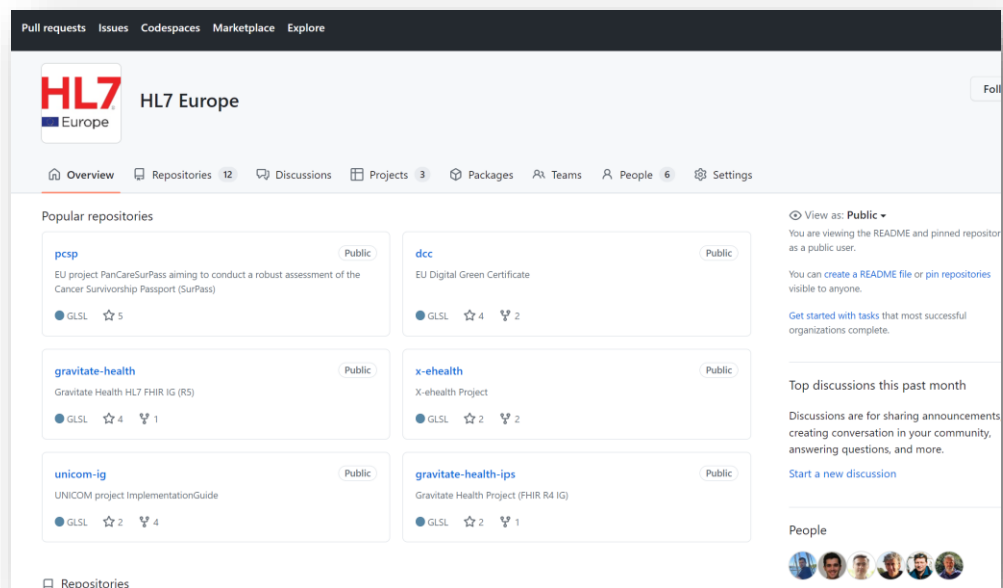 Pull requests Issues Codespaces Marketplace Explore
HL7 Europe
HL7 Europe
Overview Repositories 12 Discussions Projects 3 Packages Teams People 6 Settings
Popular repositories
pcsp Public
EU project PanCareSurPass aiming to conduct a robust assessment of the
Cancer Survivorship Passport (SurPass)
GLSL 5
dcc Public
EU Digital Green Certificate
GLSL 4 2
gravitate-health Public
Gravitate Health HL7 FHIR IG (R5)
GLSL 4 1
x-ehealth Public
X-ehealth Project
GLSL 2 2
unicom-ig Public
UNICOM project ImplementationGuide
GLSL 2 4
gravitate-health-ips Public
Gravitate Health Project (FHIR R4 IG)
GLSL 2 1
Repositories
Foll
View as: Public
You are viewing the README and pinned repositor
as a public user.
You can create a README file or pin repositories
visible to anyone.
Get started with tasks that most successful
organizations complete.
Top discussions this past month
Discussions are for sharing announcements,
creating conversation in your community,
answering questions, and more.
Start a new discussion
People